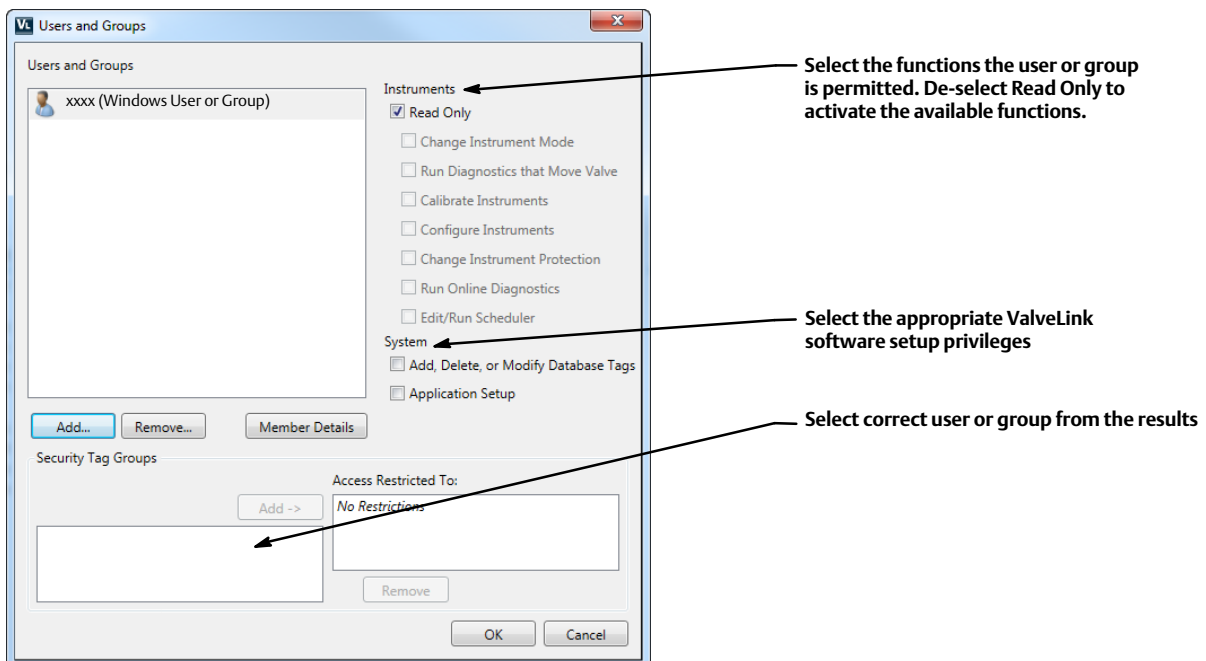 VL Users and Groups
x
Users and Groups
xxxx (Windows User or Group)
Instruments
Read Only
Change Instrument Mode
Run Diagnostics that Move Valve
Calibrate Instruments
Configure Instruments
Change Instrument Protection
Run Online Diagnostics
Edit/Run Scheduler
System
Add, Delete, or Modify Database Tags
Application Setup
Add...
Remove...
Member Details
Security Tag Groups
Access Restricted To:
Add ->
No Restrictions
Remove
OK
Cancel
Select the functions the user or group
is permitted. De-select Read Only to
activate the available functions.
Select the appropriate ValveLink
software setup privileges
Select correct user or group from the results